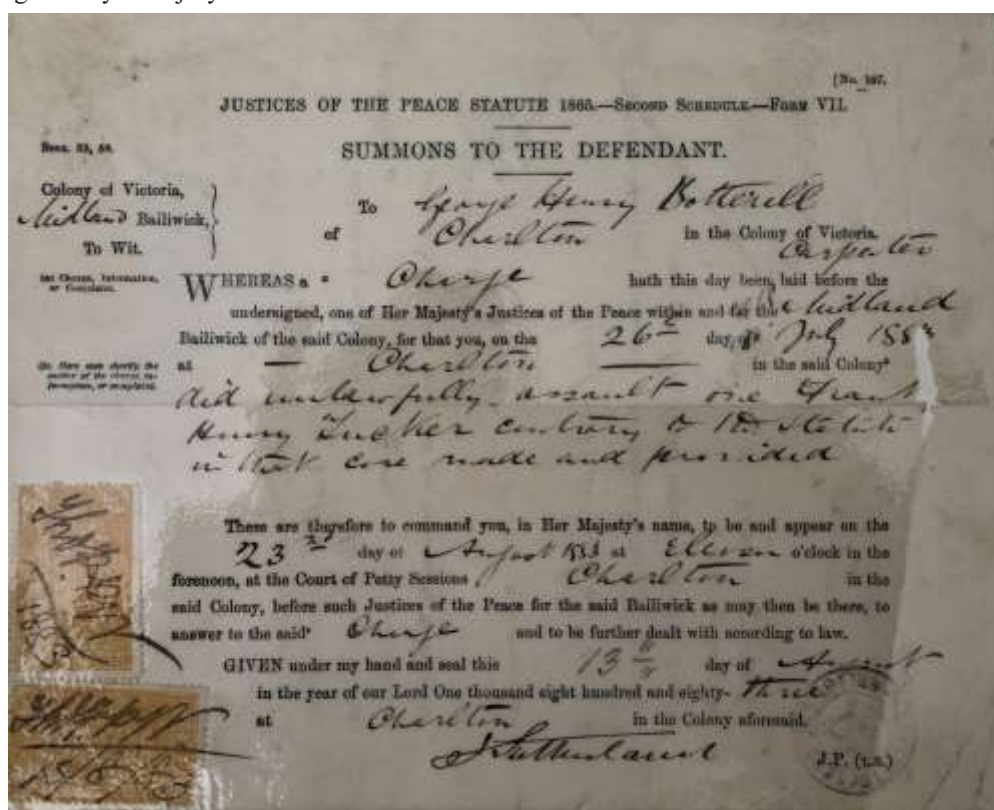 [No. 107.
JUSTICES OF THE PEACE STATUTE 1865.—SECOND SCHEDULE.—FORM VII.
SUMMONS TO THE DEFENDANT.
Colony of Victoria,
Midland Bailiwick,
To Wit.
To George Henry Botterill
of Charlton in the Colony of Victoria.
Carpenter
WHEREAS a * Charge hath this day been laid before the
undersigned, one of Her Majesty's Justices of the Peace within and for the Midland
Bailiwick of the said Colony, for that you, on the 26th day of July 188
at — Charlton — in the said Colony*
did unlawfully assault one Frank
Henry Tucker contrary to the Statute
in that case made and provided
These are therefore to command you, in Her Majesty's name, to be and appear on the
23rd day of August 1883 at Eleven o'clock in the
forenoon, at the Court of Petty Sessions Charlton in the
said Colony, before such Justices of the Peace for the said Bailiwick as may then be there, to
answer to the said* Charge and to be further dealt with according to law.
GIVEN under my hand and seal this 13th day of August
in the year of our Lord One thousand eight hundred and eighty- three
at Charlton in the Colony aforesaid.
J Sutherland
J.P. (L.S.)